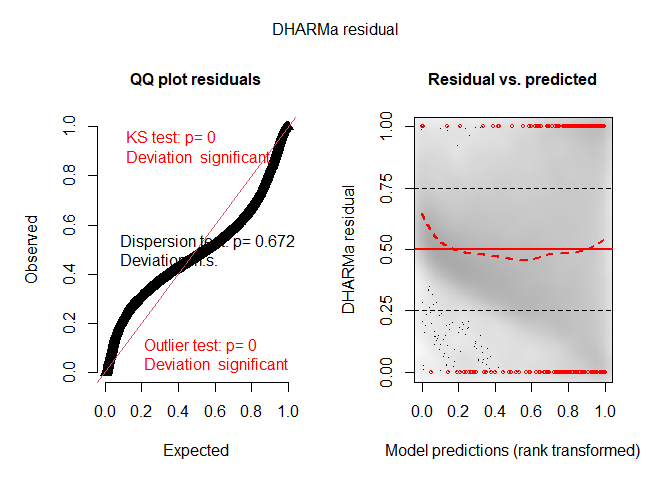 DHARMa residual
QQ plot residuals
Observed
0.0 0.2 0.4 0.6 0.8 1.0
KS test: p= 0
Deviation  significant
Dispersion test: p= 0.672
Deviation n.s.
Outlier test: p= 0
Deviation  significant
0.0 0.2 0.4 0.6 0.8 1.0
Expected
Residual vs. predicted
DHARMa residual
0.00 0.25 0.50 0.75 1.00
0.0 0.2 0.4 0.6 0.8 1.0
Model predictions (rank transformed)